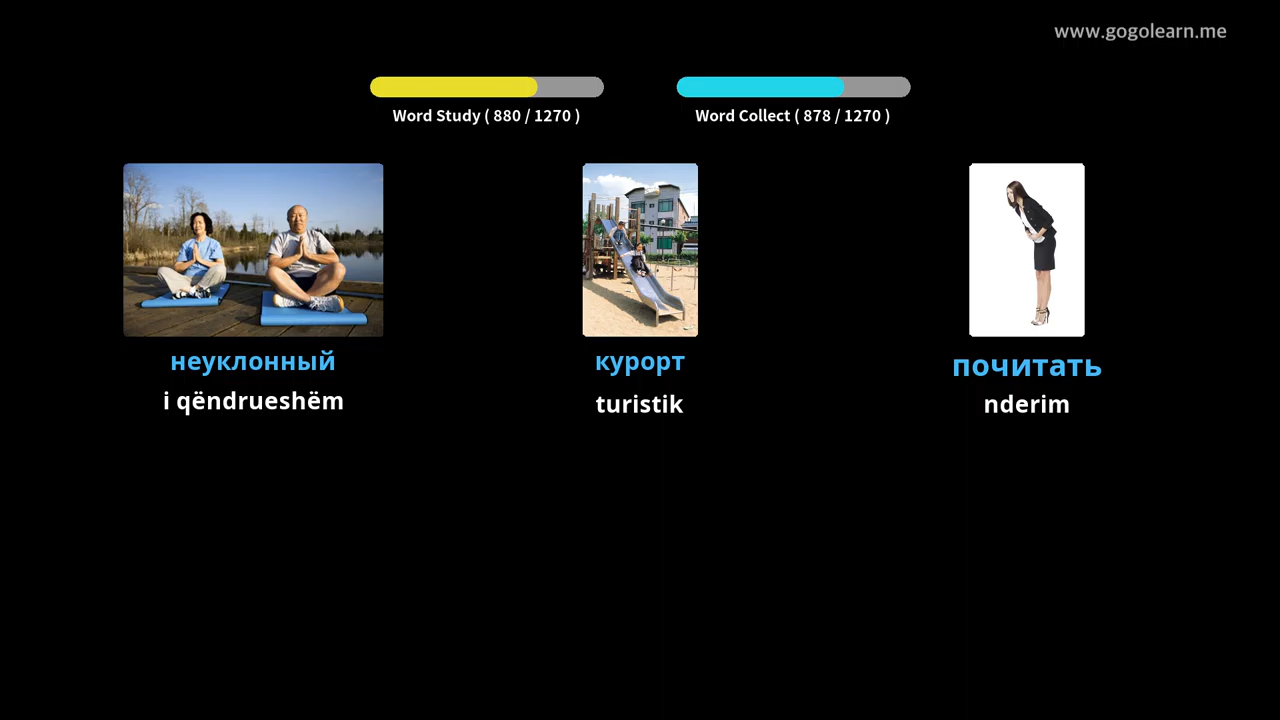 www.gogolearn.me
Word Study ( 880 / 1270 )
Word Collect ( 878 / 1270 )
неуклонный
i qëndrueshëm
курорт
turistik
почитать
nderim